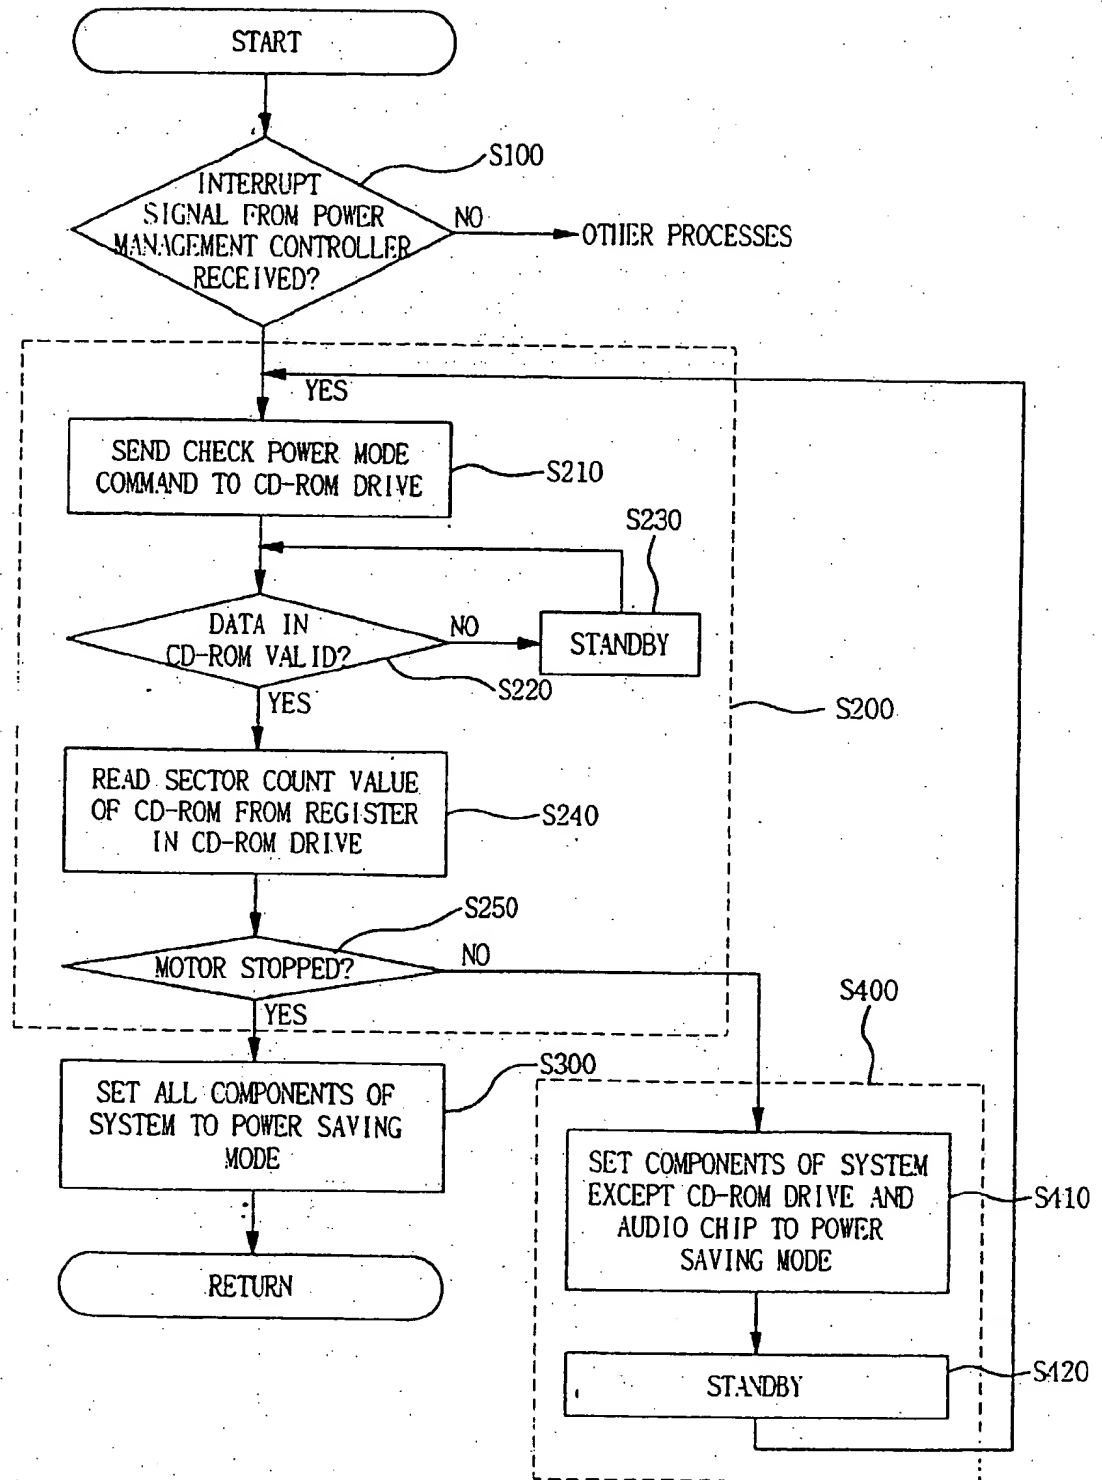 START
S100
INTERRUPT
SIGNAL FROM POWER
MANAGEMENT CONTROLLER
RECEIVED?
NO
OTHER PROCESSES
YES
SEND CHECK POWER MODE
COMMAND TO CD-ROM DRIVE
S210
S230
DATA IN
CD-ROM VALID?
NO
STANDBY
S220
YES
S200
READ SECTOR COUNT VALUE
OF CD-ROM FROM REGISTER
IN CD-ROM DRIVE
S240
S250
MOTOR STOPPED?
NO
YES
S400
S300
SET ALL COMPONENTS OF
SYSTEM TO POWER SAVING
MODE
SET COMPONENTS OF SYSTEM
EXCEPT CD-ROM DRIVE AND
AUDIO CHIP TO POWER
SAVING MODE
S410
RETURN
STANDBY
S420